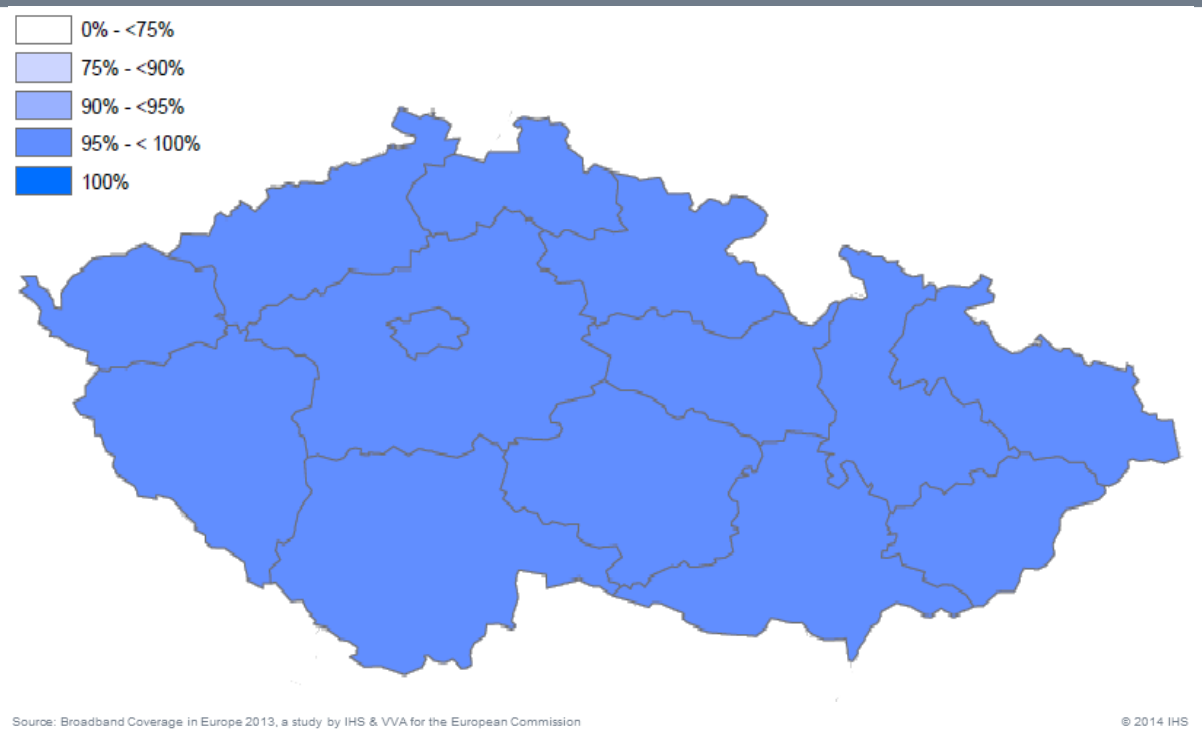 0% - <75%
75% - <90%
90% - <95%
95% - < 100%
100%
Source: Broadband Coverage in Europe 2013, a study by IHS & VVA for the European Commission
© 2014 IHS